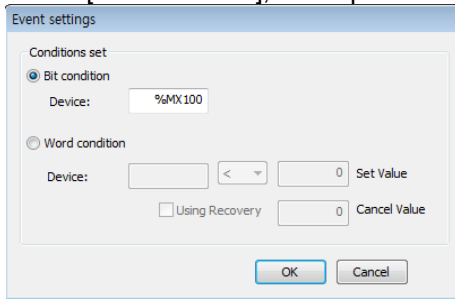 Event settings
Conditions set
Bit condition
Device: %MX100
Word condition
Device: < 0 Set Value
Using Recovery 0 Cancel Value
OK Cancel